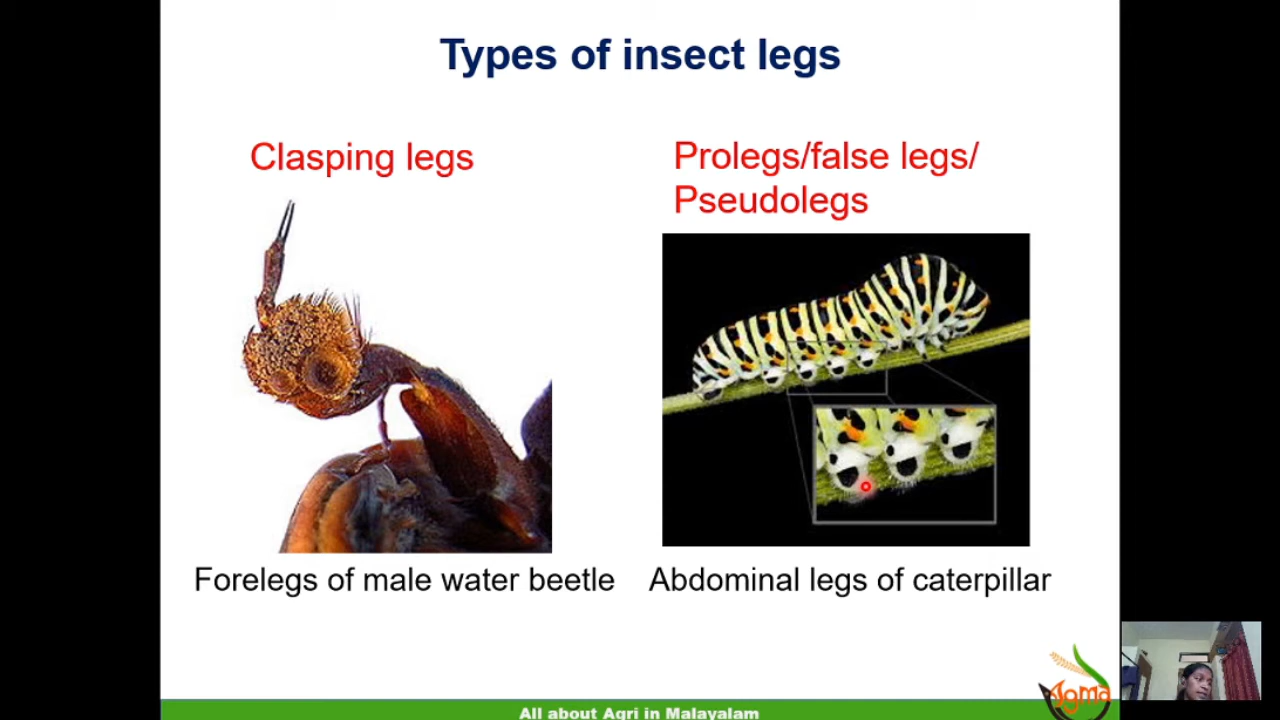 Types of insect legs
Clasping legs
Prolegs/false legs/
Pseudolegs
Forelegs of male water beetle
Abdominal legs of caterpillar
Agma
All about Agri in Malayalam